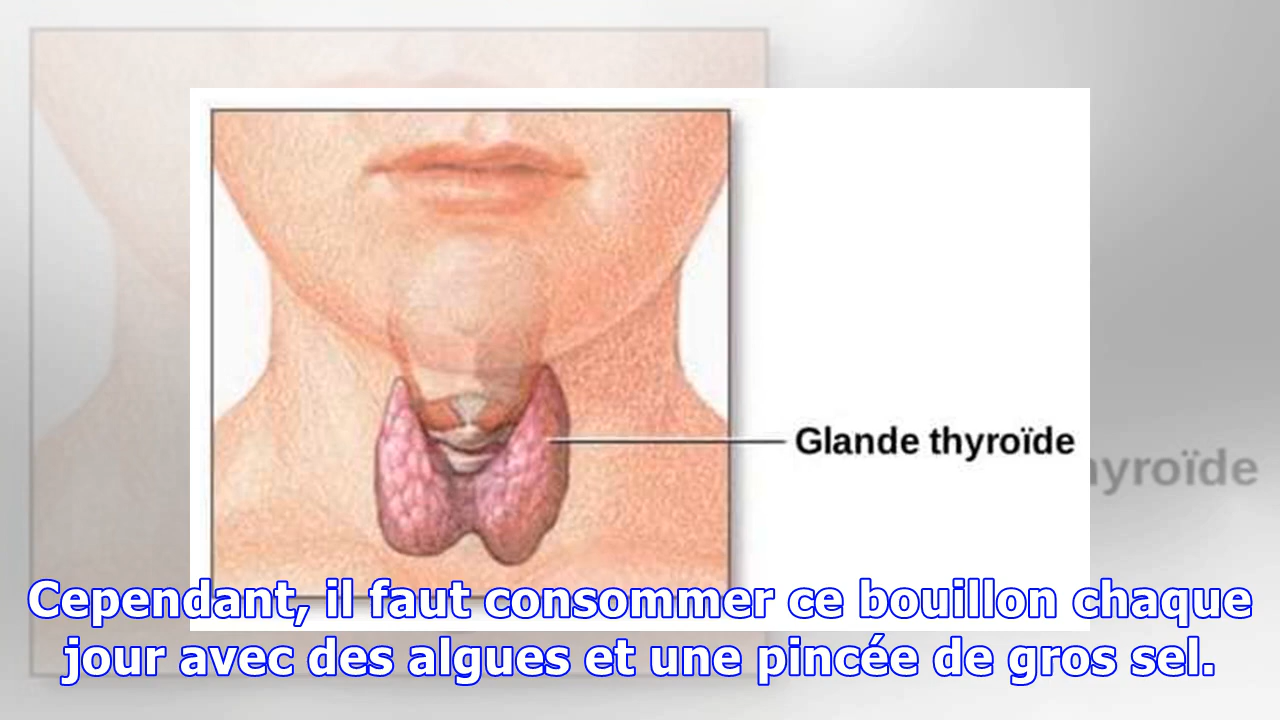 Glande thyroïde
hyroïde
Cependant, il faut consommer ce bouillon chaque
jour avec des algues et une pincée de gros sel.